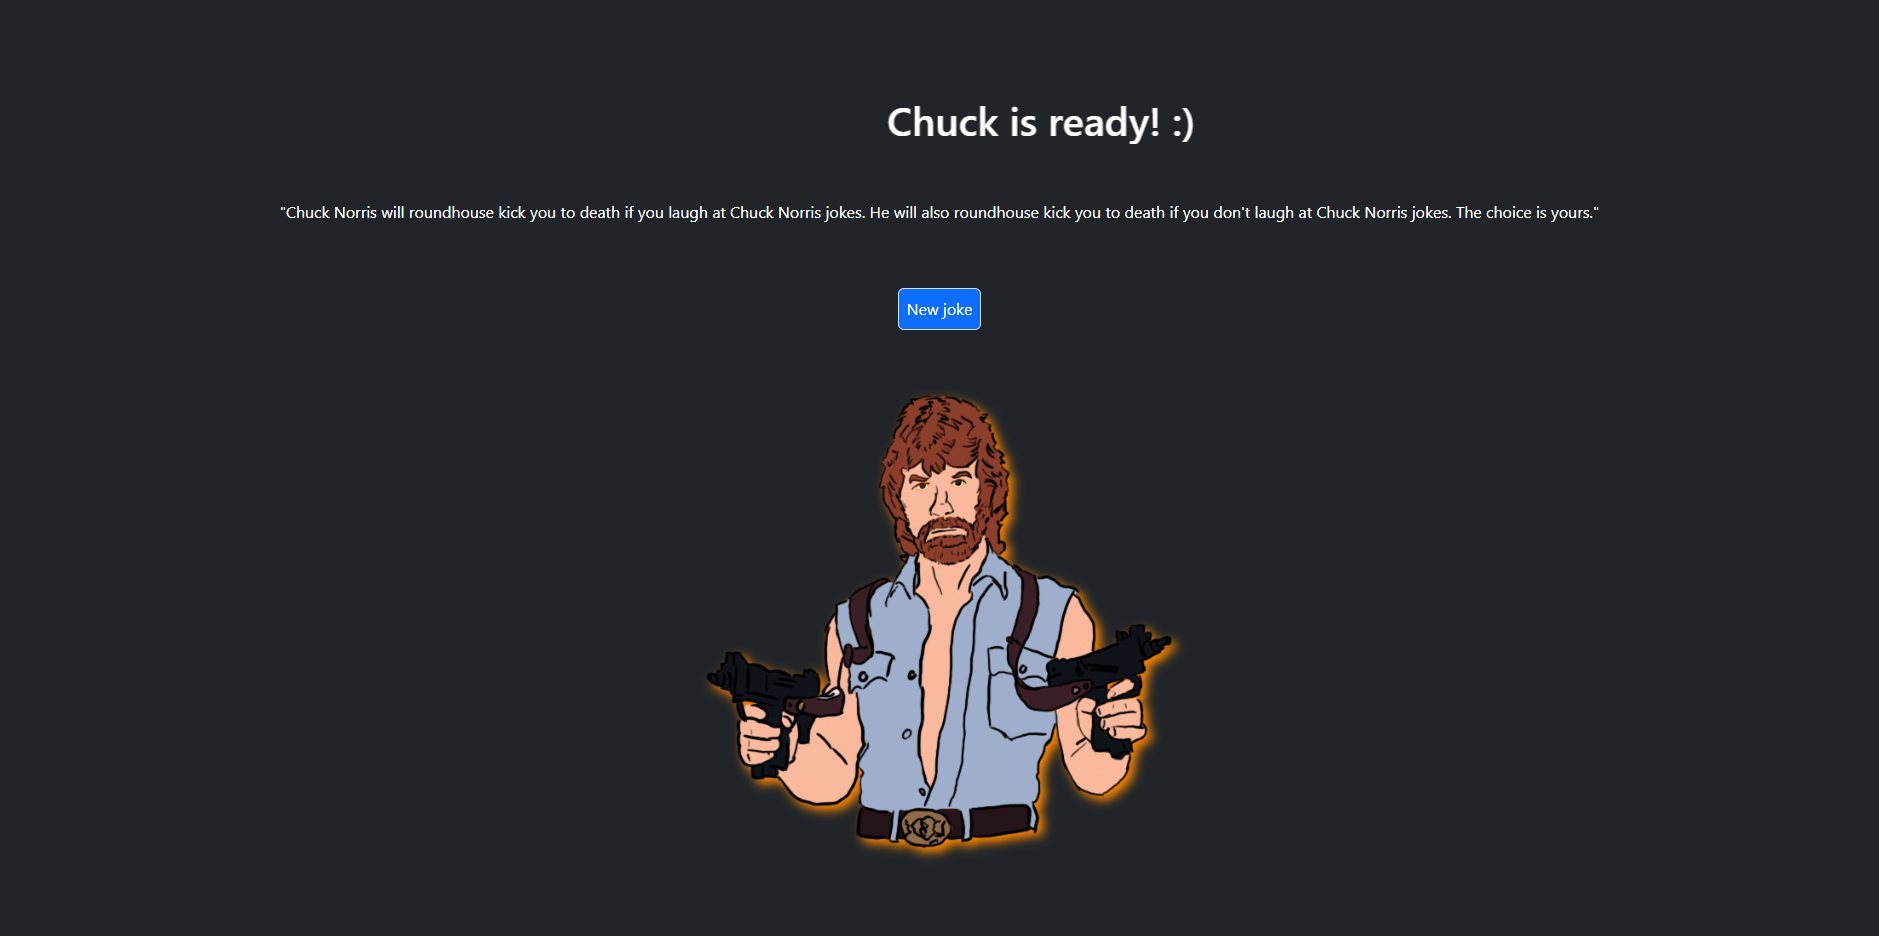 Chuck is ready! :)
"Chuck Norris will roundhouse kick you to death if you laugh at Chuck Norris jokes. He will also roundhouse kick you to death if you don't laugh at Chuck Norris jokes. The choice is yours."
New joke